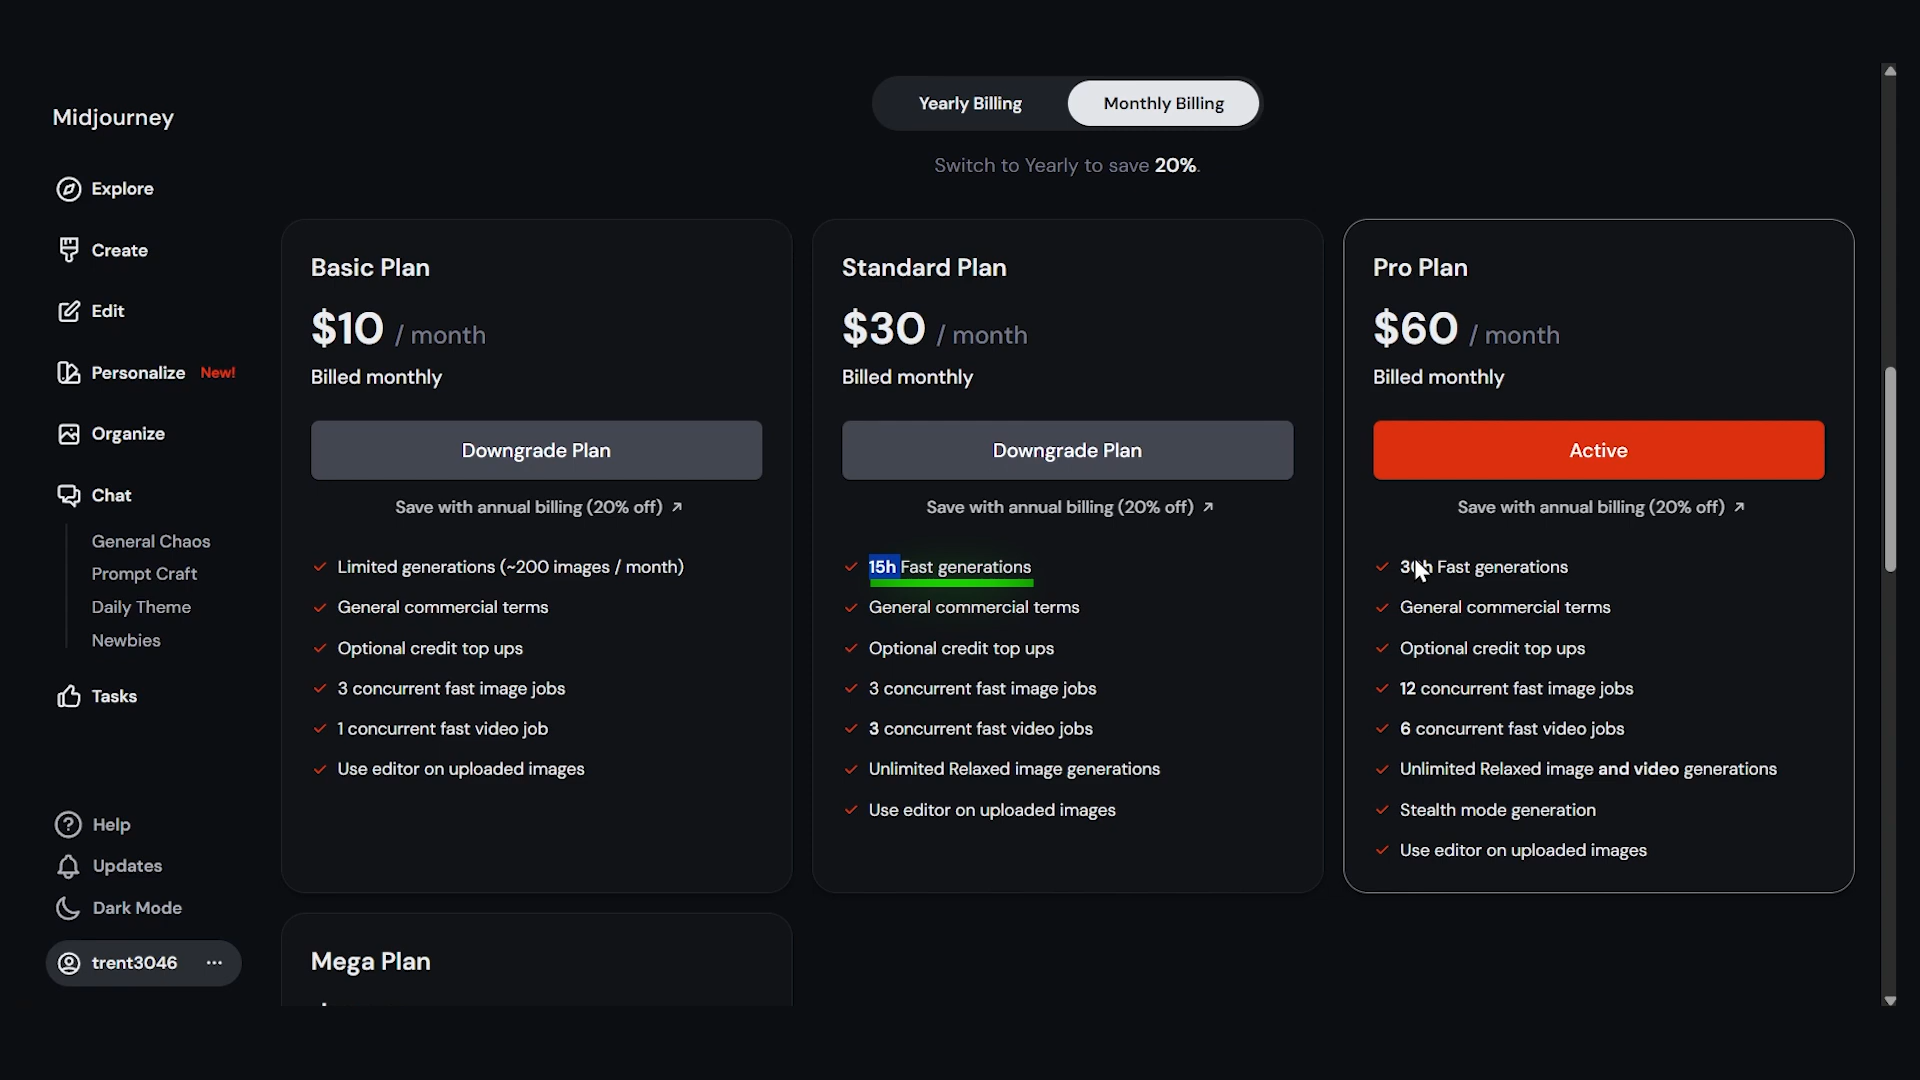 Midjourney
Explore
Create
Edit
Personalize New!
Organize
Chat
General Chaos
Prompt Craft
Daily Theme
Newbies
Tasks
Help
Updates
Dark Mode
trent3046 ...
Yearly Billing
Monthly Billing
Switch to Yearly to save 20%.
Basic Plan
$10 / month
Billed monthly
Downgrade Plan
Save with annual billing (20% off) ↗
Limited generations (~200 images / month)
General commercial terms
Optional credit top ups
3 concurrent fast image jobs
1 concurrent fast video job
Use editor on uploaded images
Standard Plan
$30 / month
Billed monthly
Downgrade Plan
Save with annual billing (20% off) ↗
15h Fast generations
General commercial terms
Optional credit top ups
3 concurrent fast image jobs
3 concurrent fast video jobs
Unlimited Relaxed image generations
Use editor on uploaded images
Pro Plan
$60 / month
Billed monthly
Active
Save with annual billing (20% off) ↗
30h Fast generations
General commercial terms
Optional credit top ups
12 concurrent fast image jobs
6 concurrent fast video jobs
Unlimited Relaxed image and video generations
Stealth mode generation
Use editor on uploaded images
Mega Plan